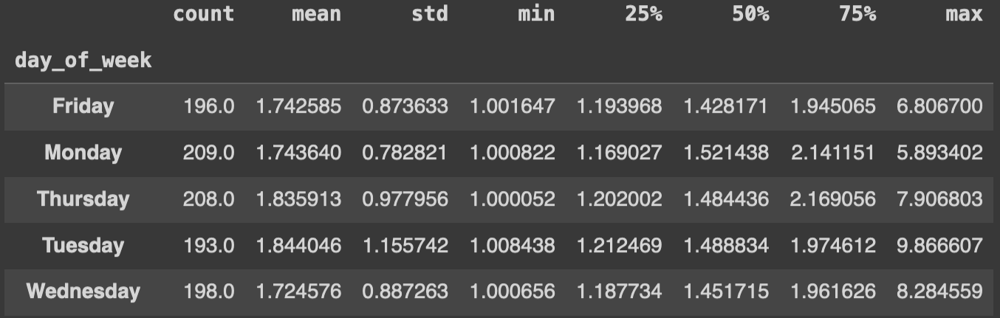 count mean std min 25% 50% 75% max
day_of_week
Friday 196.0 1.742585 0.873633 1.001647 1.193968 1.428171 1.945065 6.806700
Monday 209.0 1.743640 0.782821 1.000822 1.169027 1.521438 2.141151 5.893402
Thursday 208.0 1.835913 0.977956 1.000052 1.202002 1.484436 2.169056 7.906803
Tuesday 193.0 1.844046 1.155742 1.008438 1.212469 1.488834 1.974612 9.866607
Wednesday 198.0 1.724576 0.887263 1.000656 1.187734 1.451715 1.961626 8.284559